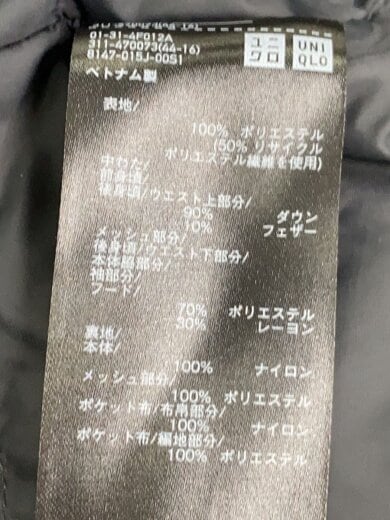 01-31-4F012A
311-470073(44-16)
8147-015J-00S1
ユニ
クロ
UNI
QLO
ベトナム製
表地/
100% ポリエステル
(50% リサイクル
ポリエステル繊維を使用)
中わた/
前身頃/
後身頃/ウエスト上部分/
90% ダウン
10% フェザー
メッシュ部分/
後身頃/ウエスト下部分/
本体脇部分/
袖部分/
フード/
70% ポリエステル
30% レーヨン
裏地/
本体/
100% ナイロン
メッシュ部分/
100% ポリエステル
ポケット布/布帛部分/
100% ナイロン
ポケット布/編地部分/
100% ポリエステル